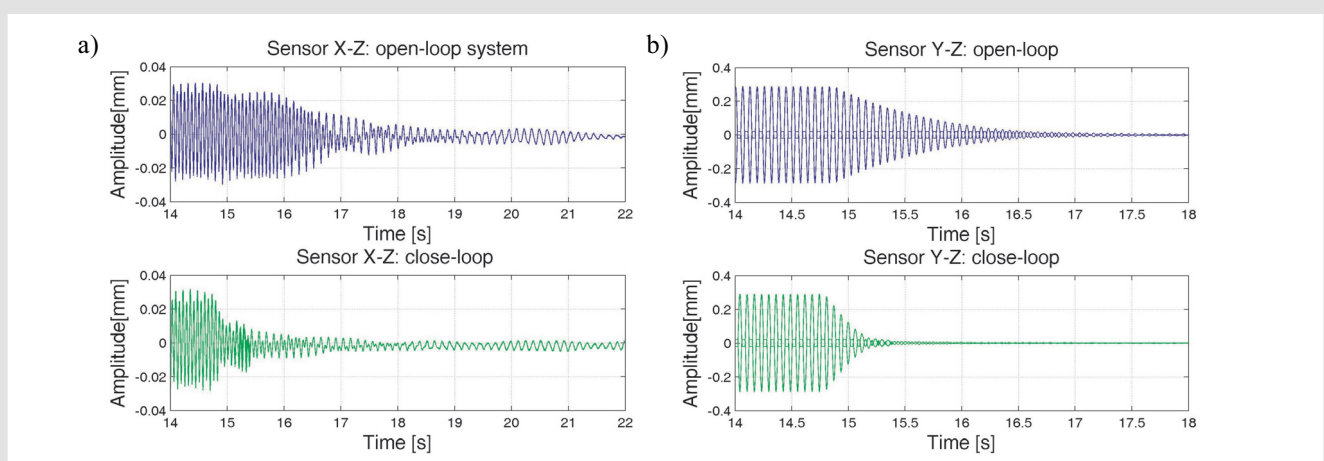 a)
Sensor X-Z: open-loop system
Amplitude[mm]
0.04
0.02
0
-0.02
-0.04
14 15 16 17 18 19 20 21 22
Time [s]
Sensor X-Z: close-loop
Amplitude[mm]
0.04
0.02
0
-0.02
-0.04
14 15 16 17 18 19 20 21 22
Time [s]
b)
Sensor Y-Z: open-loop
Amplitude[mm]
0.4
0.2
0
-0.2
-0.4
14 14.5 15 15.5 16 16.5 17 17.5 18
Time [s]
Sensor Y-Z: close-loop
Amplitude[mm]
0.4
0.2
0
-0.2
-0.4
14 14.5 15 15.5 16 16.5 17 17.5 18
Time [s]